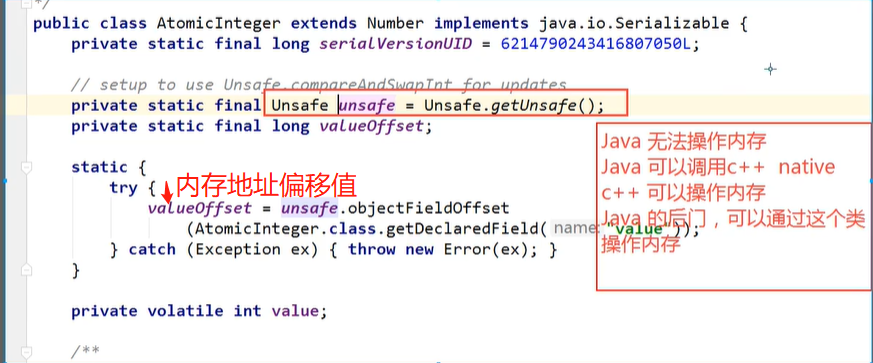 */
public class AtomicInteger extends Number implements java.io.Serializable {
private static final long serialVersionUID = 6214790243416807050L;
// setup to use Unsafe.compareAndSwapInt for updates
private static final Unsafe unsafe = Unsafe.getUnsafe();
private static final long valueOffset;
Java 无法操作内存
Java 可以调用c++ native
c++ 可以操作内存
Java 的后门，可以通过这个类
操作内存
static {
try {
内存地址偏移值
valueOffset = unsafe.objectFieldOffset
(AtomicInteger.class.getDeclaredField( name: "value"));
} catch (Exception ex) { throw new Error(ex); }
}
private volatile int value;
/**